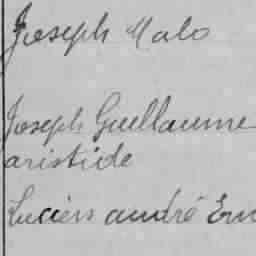 Joseph Malo
Joseph Guillaume
aristide
Lucien andré